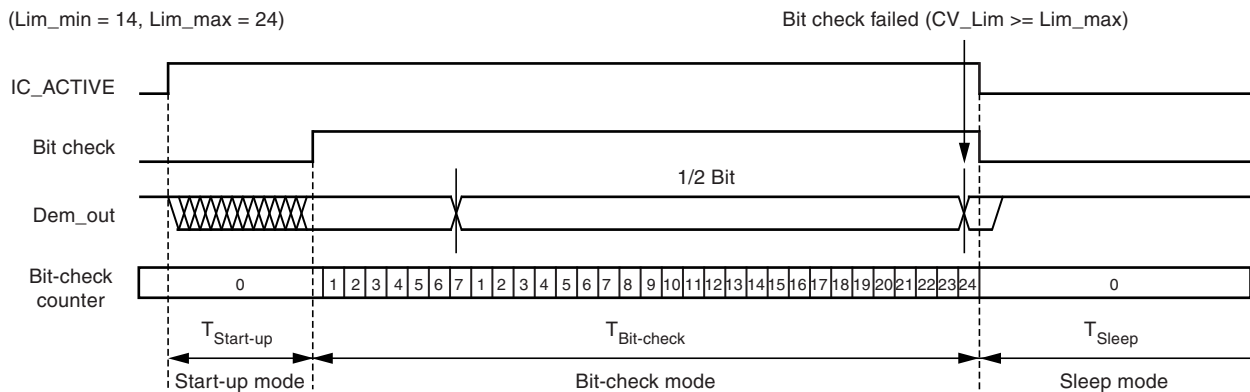 (Lim_min = 14, Lim_max = 24)
Bit check failed (CV_Lim >= Lim_max)
IC_ACTIVE
Bit check
1/2 Bit
Dem_out
Bit-check
counter
0 1 2 3 4 5 6 7 1 2 3 4 5 6 7 8 9 10 11 12 13 14 15 16 17 18 19 20 21 22 23 24 0
TStart-up TBit-check TSleep
Start-up mode Bit-check mode Sleep mode